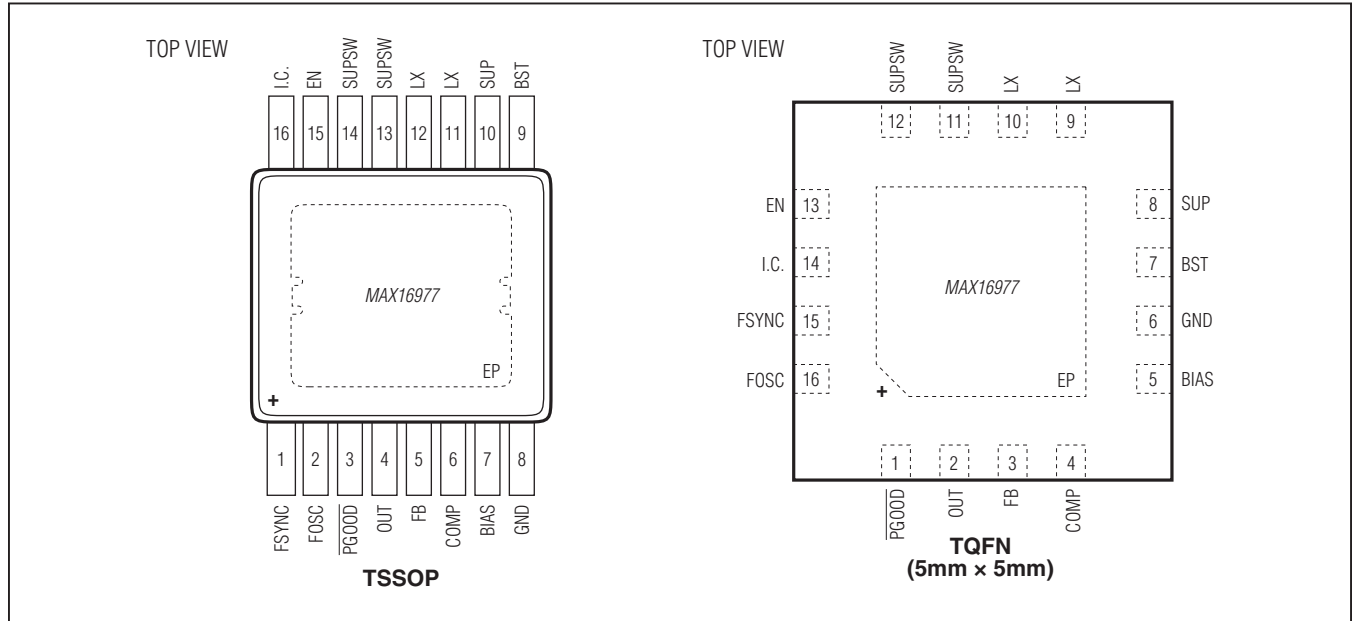 TOP VIEW
I.C.
EN
SUPSW
SUPSW
LX
LX
SUP
BST
16
15
14
13
12
11
10
9
MAX16977
EP
+
1
2
3
4
5
6
7
8
FSYNC
FOSC
PGOOD
OUT
FB
COMP
BIAS
GND
TSSOP
TOP VIEW
SUPSW
SUPSW
LX
LX
12
11
10
9
EN 13
I.C. 14
FSYNC 15
FOSC 16
8 SUP
7 BST
6 GND
5 BIAS
MAX16977
EP
+
1
2
3
4
PGOOD
OUT
FB
COMP
TQFN
(5mm × 5mm)